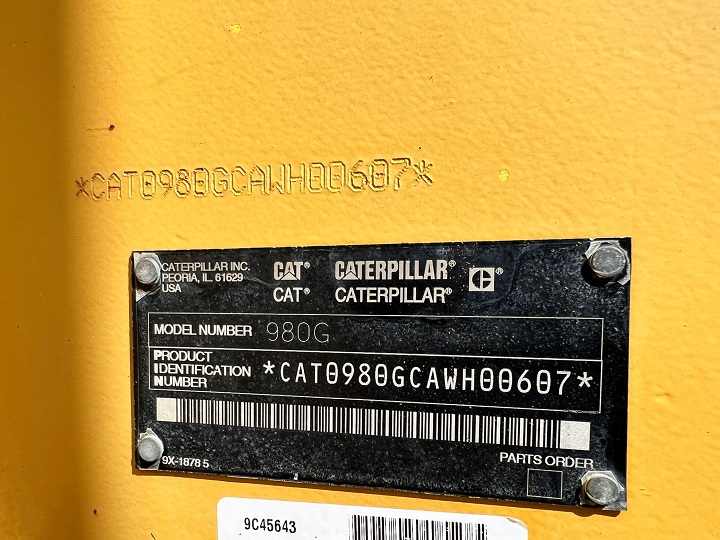 *CAT0980GCAWH00607*
CATERPILLAR INC.
PEORIA, IL. 61629
USA
CAT® CATERPILLAR®
CAT® CATERPILLAR®
MODEL NUMBER 980G
PRODUCT
IDENTIFICATION
NUMBER
*CAT0980GCAWH00607*
9X-1878 5
PARTS ORDER
9C45643